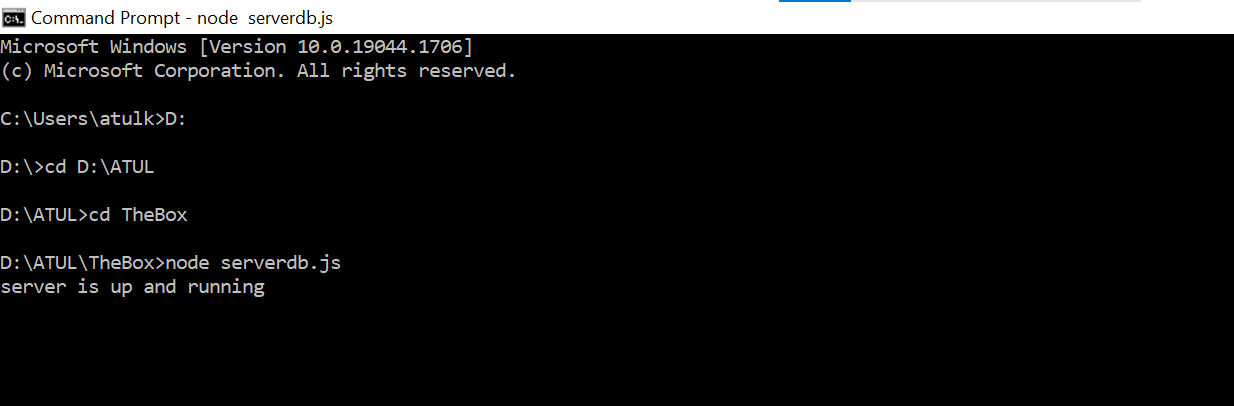 Command Prompt - node  serverdb.js
Microsoft Windows [Version 10.0.19044.1706]
(c) Microsoft Corporation. All rights reserved.
C:\Users\atulk>D:
D:\>cd D:\ATUL
D:\ATUL>cd TheBox
D:\ATUL\TheBox>node serverdb.js
server is up and running